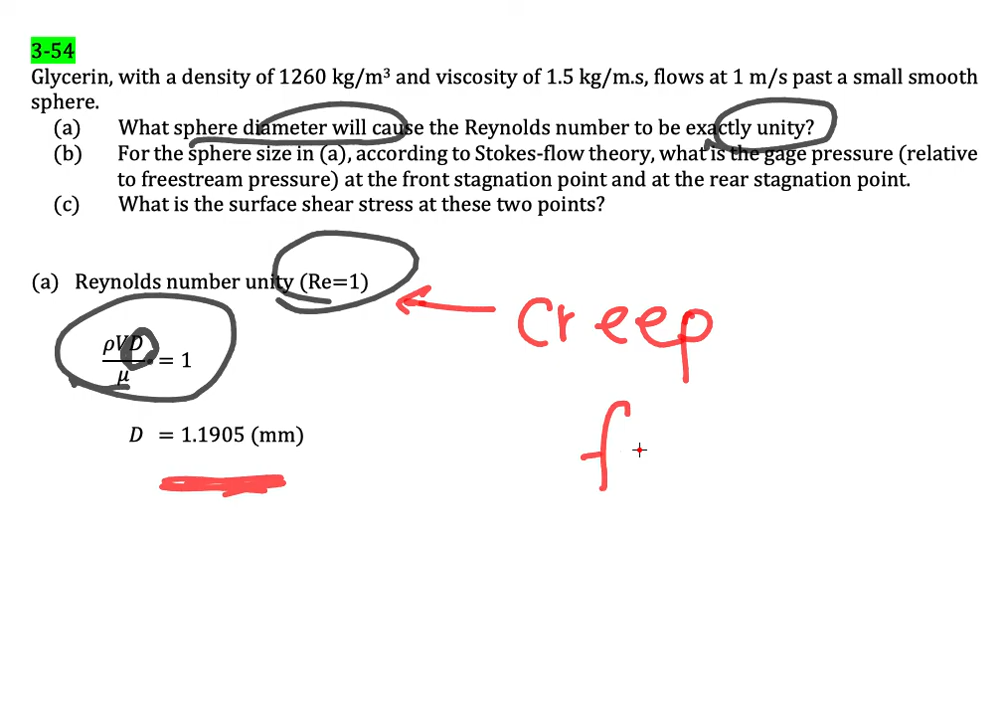 3-54
Glycerin, with a density of 1260 kg/m³ and viscosity of 1.5 kg/m.s, flows at 1 m/s past a small smooth
sphere.
(a) What sphere diameter will cause the Reynolds number to be exactly unity?
(b) For the sphere size in (a), according to Stokes-flow theory, what is the gage pressure (relative
to freestream pressure) at the front stagnation point and at the rear stagnation point.
(c) What is the surface shear stress at these two points?
(a) Reynolds number unity (Re=1)
creep
ρVD/μ = 1
D = 1.1905 (mm)
f